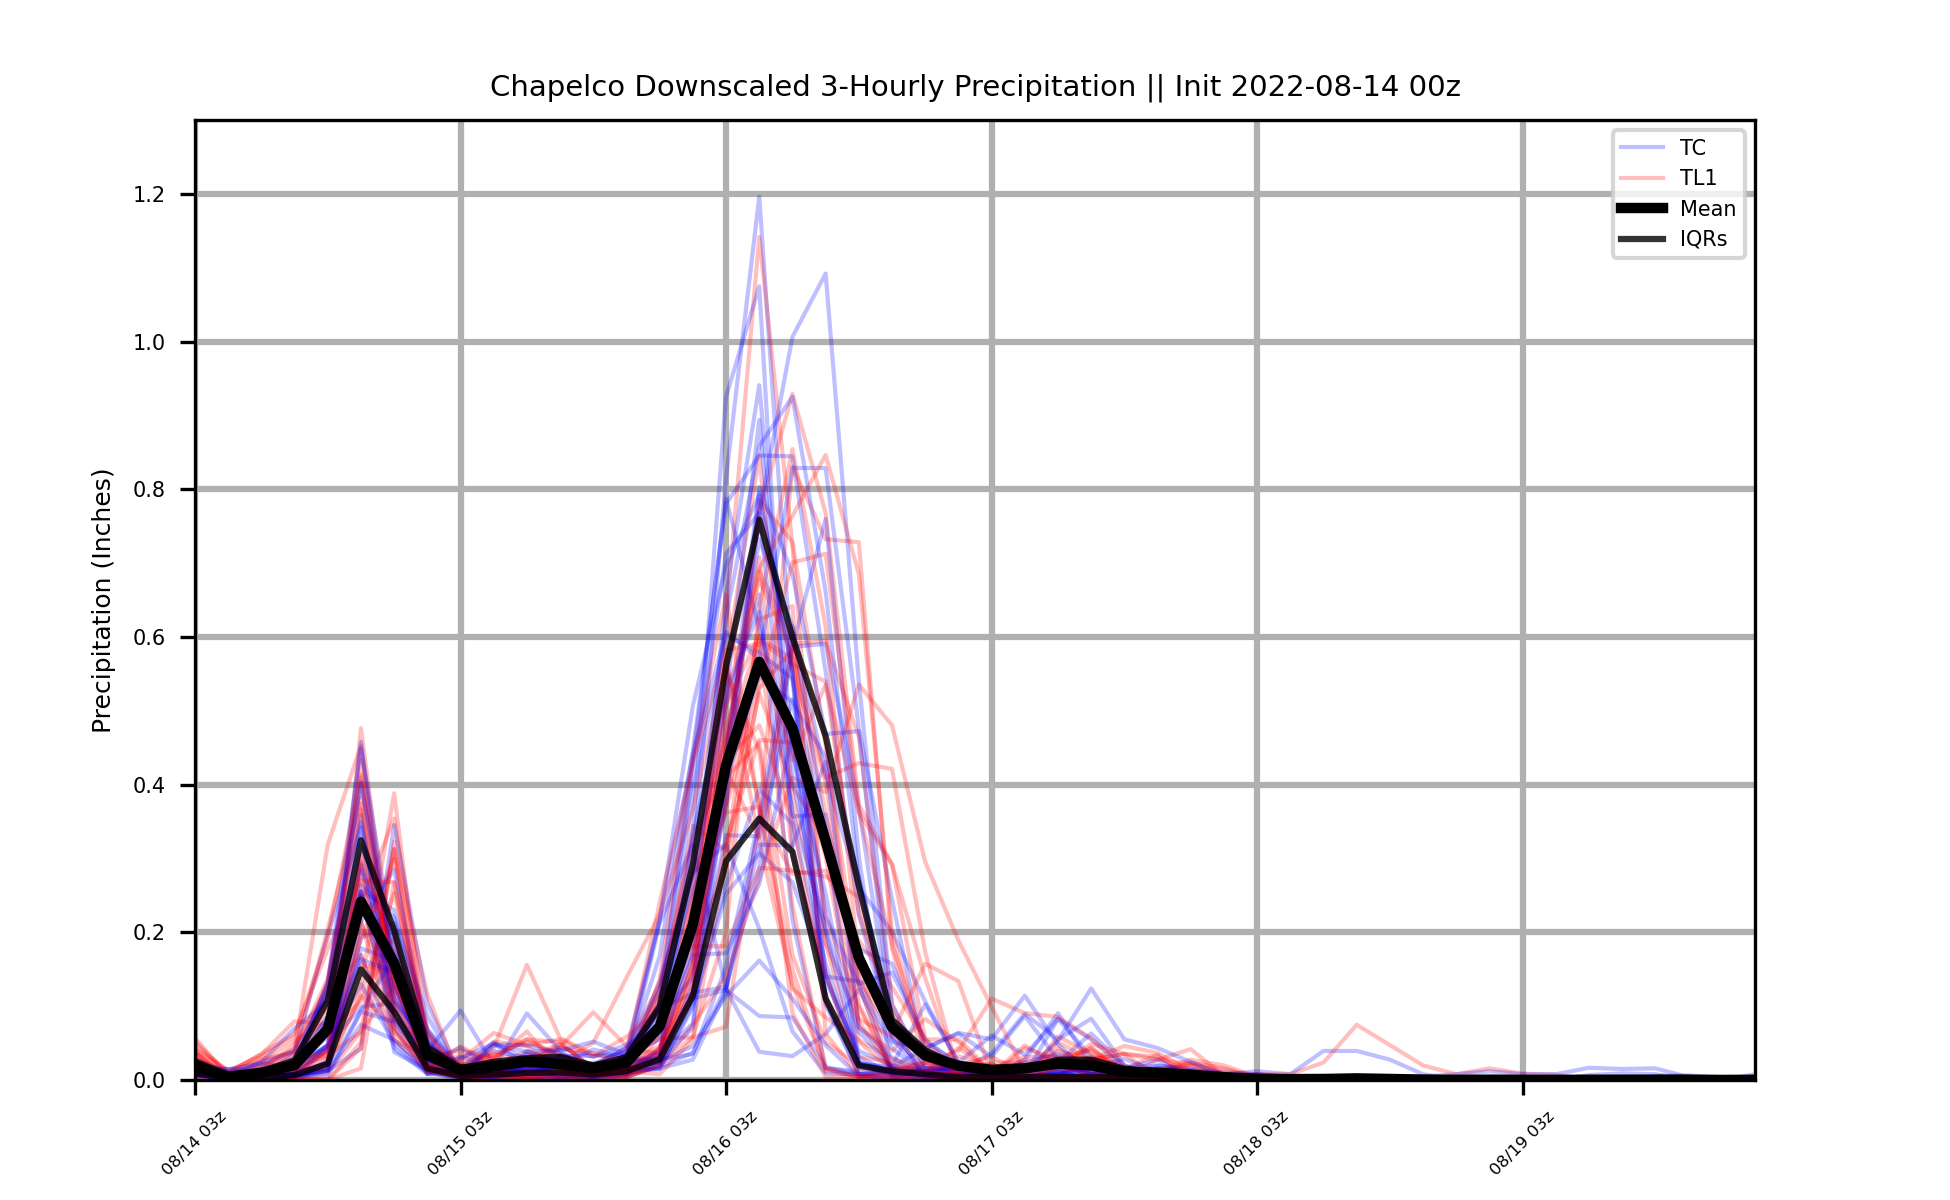 Chapelco Downscaled 3-Hourly Precipitation || Init 2022-08-14 00z
TC
TL1
Mean
IQRs
Precipitation (Inches)
1.2
1.0
0.8
0.6
0.4
0.2
0.0
08/14 03z
08/15 03z
08/16 03z
08/17 03z
08/18 03z
08/19 03z